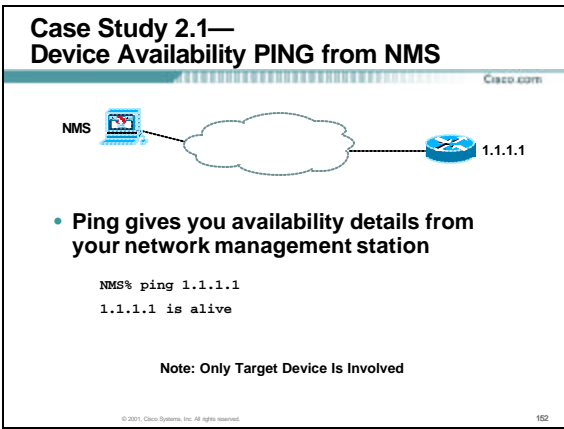 Case Study 2.1—
Device Availability PING from NMS
Cisco.com
NMS
1.1.1.1
• Ping gives you availability details from
your network management station
NMS% ping 1.1.1.1
1.1.1.1 is alive
Note: Only Target Device Is Involved
© 2001, Cisco Systems, Inc. All rights reserved.
152